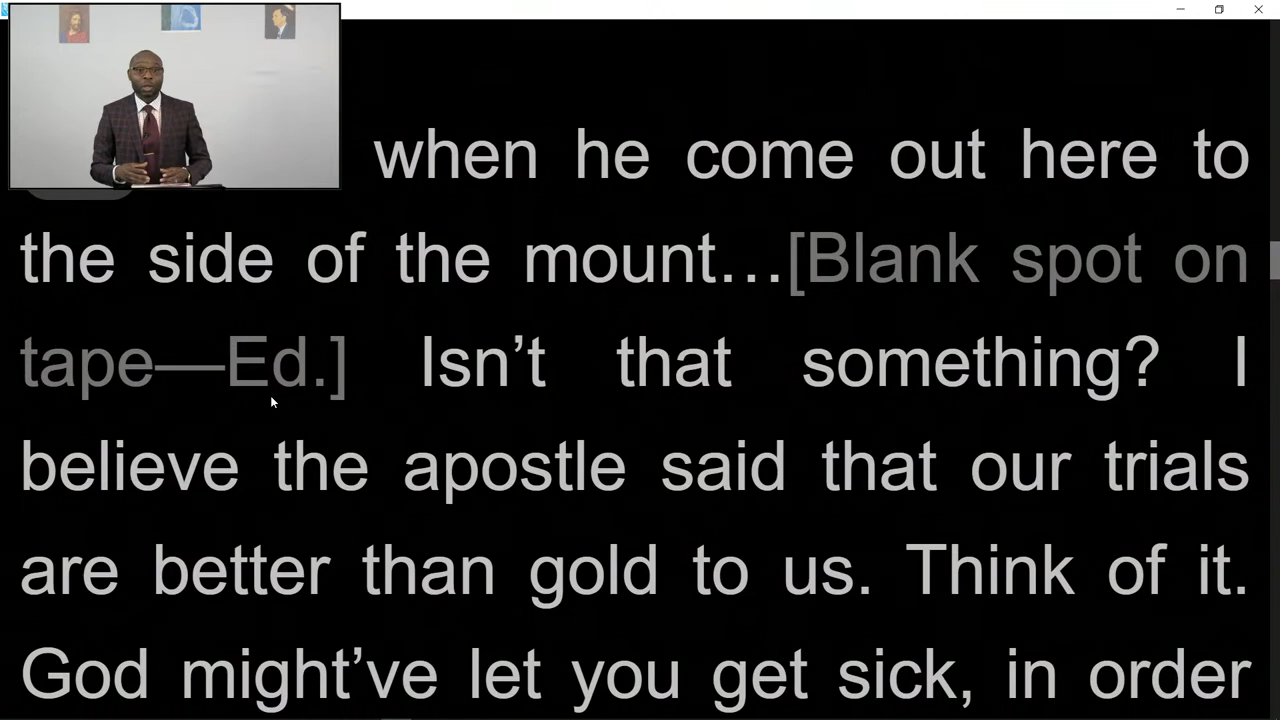 when he come out here to
the side of the mount…[Blank spot on
tape—Ed.] Isn’t that something? I
believe the apostle said that our trials
are better than gold to us. Think of it.
God might’ve let you get sick, in order